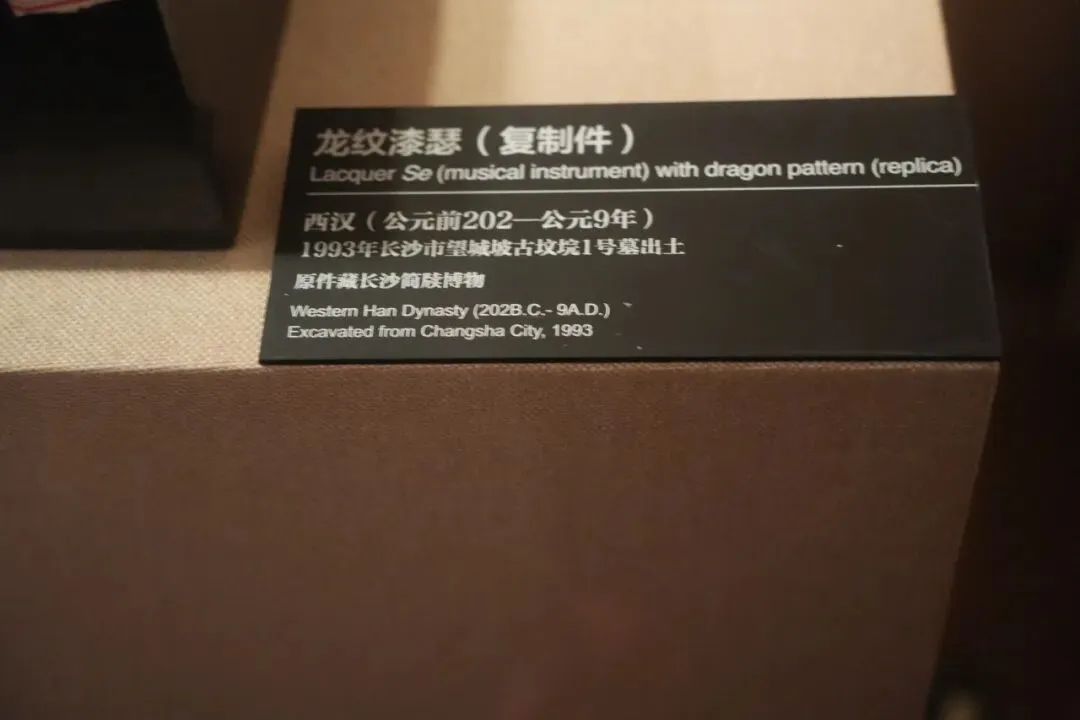 龙纹漆瑟（复制件）
Lacquer Se (musical instrument) with dragon pattern (replica)
西汉（公元前202—公元9年）
1993年长沙市望城坡古坟垸1号墓出土
原件藏长沙简牍博物
Western Han Dynasty (202B.C.- 9A.D.)
Excavated from Changsha City, 1993